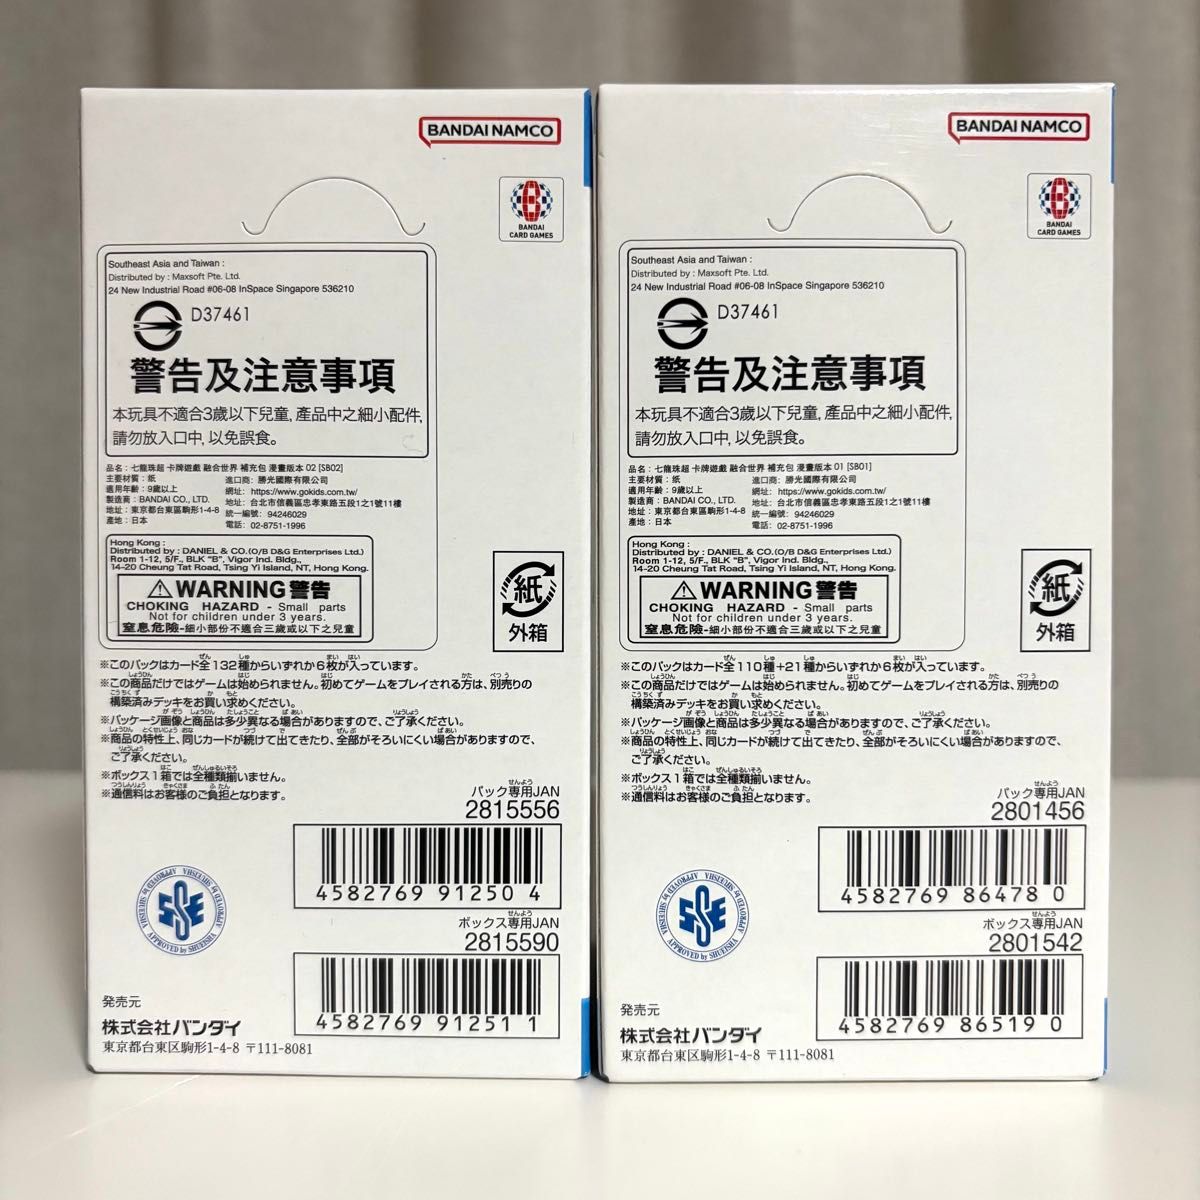 BANDAI NAMCO
BANDAI
CARD GAMES
Southeast Asia and Taiwan :
Distributed by : Maxsoft Pte. Ltd.
24 New Industrial Road #06-08 InSpace Singapore 536210
D37461
警告及注意事項
本玩具不適合3歲以下兒童, 產品中之細小配件,
請勿放入口中, 以免誤食。
品名：七龍珠超 卡牌遊戲 融合世界 補充包 漫畫版本 02 [SB02]
主要材質：紙 進口商：勝光國際有限公司
適用年齡：9歲以上 網址：https://www.gokids.com.tw/
製造商：BANDAI CO., LTD. 地址：台北市信義區忠孝東路五段1之1號11樓
地址：東京都台東區駒形1-4-8 統一編號：94246029
產地：日本 電話：02-8751-1996
Hong Kong :
Distributed by : DANIEL & CO.(O/B D&G Enterprises Ltd.)
Room 1-12, 5/F., BLK "B", Vigor Ind. Bldg.,
14-20 Cheung Tat Road, Tsing Yi Island, NT, Hong Kong.
WARNING 警告
CHOKING HAZARD - Small parts
Not for children under 3 years.
窒息危險-細小部份不適合三歲或以下之兒童
紙
外箱
※このパックはカード全132種からいずれか6枚が入っています。
※この商品だけではゲームは始められません。初めてゲームをプレイされる方は、別売りの
構築済みデッキをお買い求めください。
※パッケージ画像と商品は多少異なる場合がありますので、ご了承ください。
※商品の特性上、同じカードが続けて出てきたり、全部がそろいにくい場合がありますので、
ご了承ください。
※ボックス1箱では全種類揃いません。
※通信料はお客様のご負担となります。
パック専用JAN
2815556
4582769 912504
ボックス専用JAN
2815590
4582769 912511
APPROVED by SHUEISHA
発売元
株式会社バンダイ
東京都台東区駒形1-4-8 〒111-8081
BANDAI NAMCO
BANDAI
CARD GAMES
Southeast Asia and Taiwan :
Distributed by : Maxsoft Pte. Ltd.
24 New Industrial Road #06-08 InSpace Singapore 536210
D37461
警告及注意事項
本玩具不適合3歲以下兒童, 產品中之細小配件,
請勿放入口中, 以免誤食。
品名：七龍珠超 卡牌遊戲 融合世界 補充包 漫畫版本 01 [SB01]
主要材質：紙 進口商：勝光國際有限公司
適用年齡：9歲以上 網址：https://www.gokids.com.tw/
製造商：BANDAI CO., LTD. 地址：台北市信義區忠孝東路五段1之1號11樓
地址：東京都台東區駒形1-4-8 統一編號：94246029
產地：日本 電話：02-8751-1996
Hong Kong :
Distributed by : DANIEL & CO.(O/B D&G Enterprises Ltd.)
Room 1-12, 5/F., BLK "B", Vigor Ind. Bldg.,
14-20 Cheung Tat Road, Tsing Yi Island, NT, Hong Kong.
WARNING 警告
CHOKING HAZARD - Small parts
Not for children under 3 years.
窒息危險-細小部份不適合三歲或以下之兒童
紙
外箱
※このパックはカード全110種+21種からいずれか6枚が入っています。
※この商品だけではゲームは始められません。初めてゲームをプレイされる方は、別売りの
構築済みデッキをお買い求めください。
※パッケージ画像と商品は多少異なる場合がありますので、ご了承ください。
※商品の特性上、同じカードが続けて出てきたり、全部がそろいにくい場合がありますので、
ご了承ください。
※ボックス1箱では全種類揃いません。
※通信料はお客様のご負担となります。
パック専用JAN
2801456
4582769 864780
ボックス専用JAN
2801542
4582769 865190
APPROVED by SHUEISHA
発売元
株式会社バンダイ
東京都台東区駒形1-4-8 〒111-8081